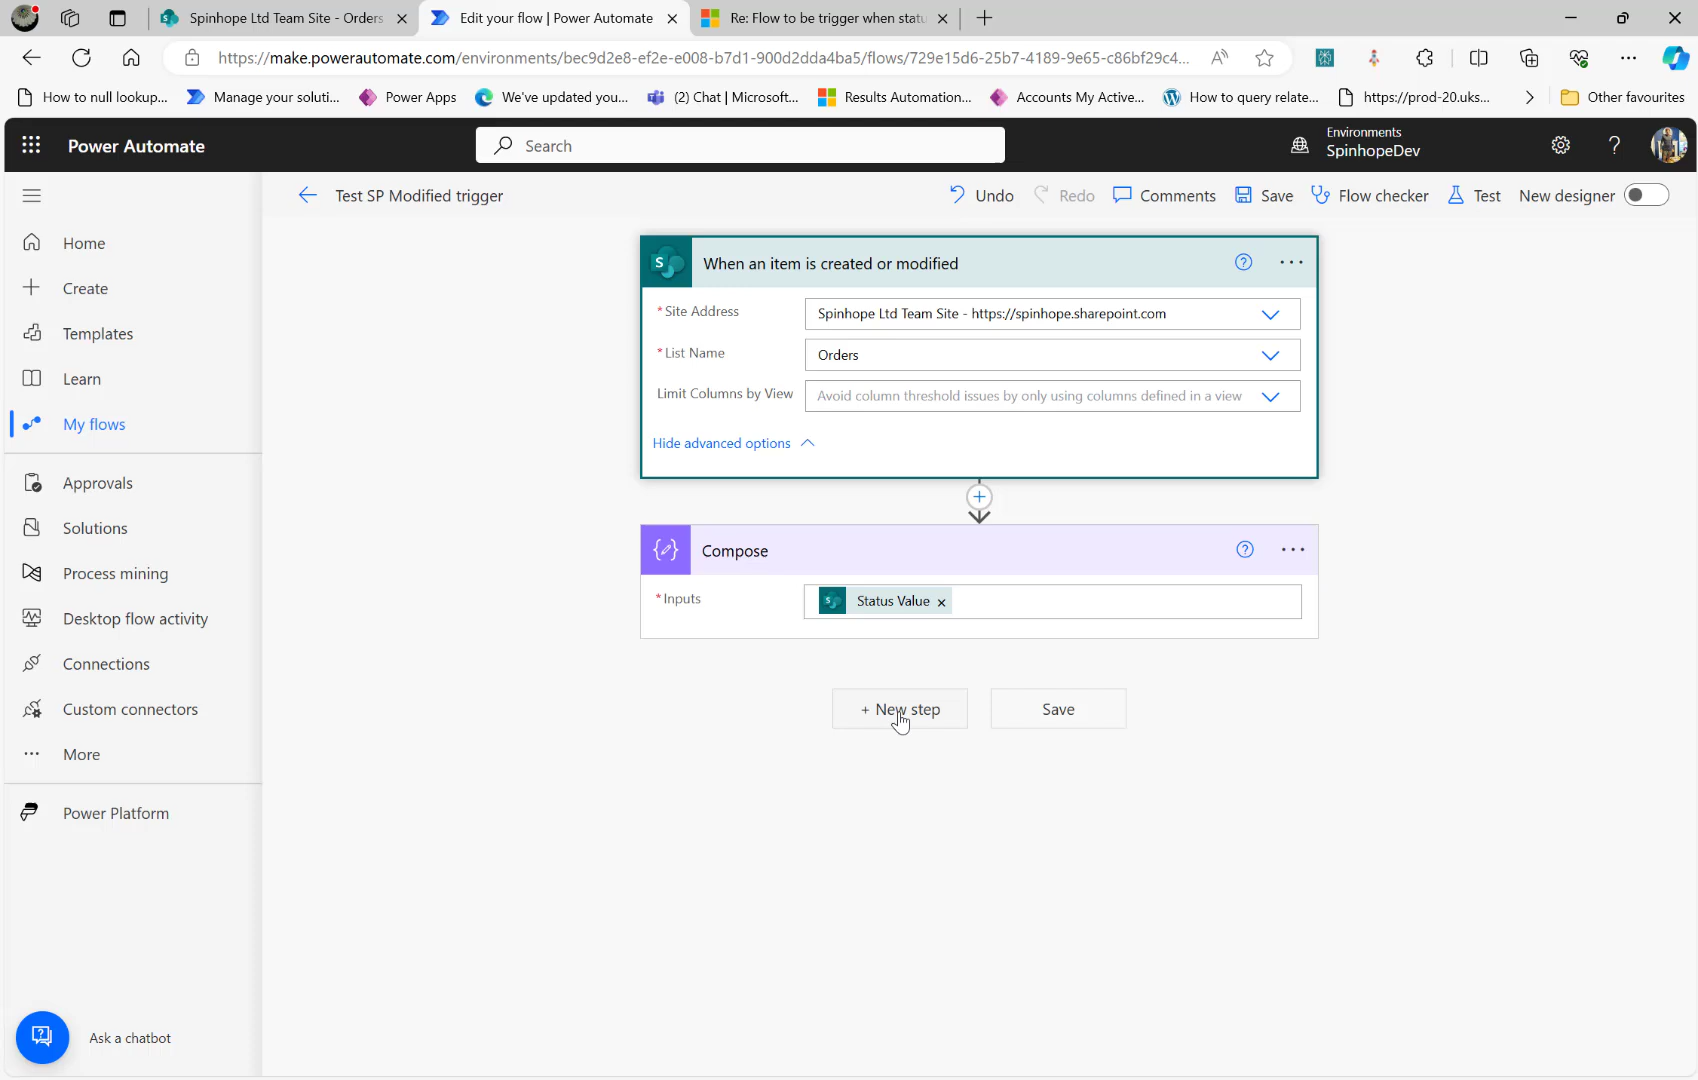 Spinhope Ltd Team Site - Orders
Edit your flow | Power Automate
Re: Flow to be trigger when statu
https://make.powerautomate.com/environments/bec9d2e8-ef2e-e008-b7d1-900d2dda4ba5/flows/729e15d6-25b7-4189-9e65-c86bf29c4...
How to null lookup...
Manage your soluti...
Power Apps
We've updated you...
(2) Chat | Microsoft...
Results Automation...
Accounts My Active...
How to query relate...
https://prod-20.uks...
Other favourites
Power Automate
Search
Environments
SpinhopeDev
Test SP Modified trigger
Undo
Redo
Comments
Save
Flow checker
Test
New designer
Home
Create
Templates
Learn
My flows
Approvals
Solutions
Process mining
Desktop flow activity
Connections
Custom connectors
More
Power Platform
Ask a chatbot
When an item is created or modified
* Site Address
Spinhope Ltd Team Site - https://spinhope.sharepoint.com
* List Name
Orders
Limit Columns by View
Avoid column threshold issues by only using columns defined in a view
Hide advanced options
Compose
* Inputs
Status Value
+ New step
Save